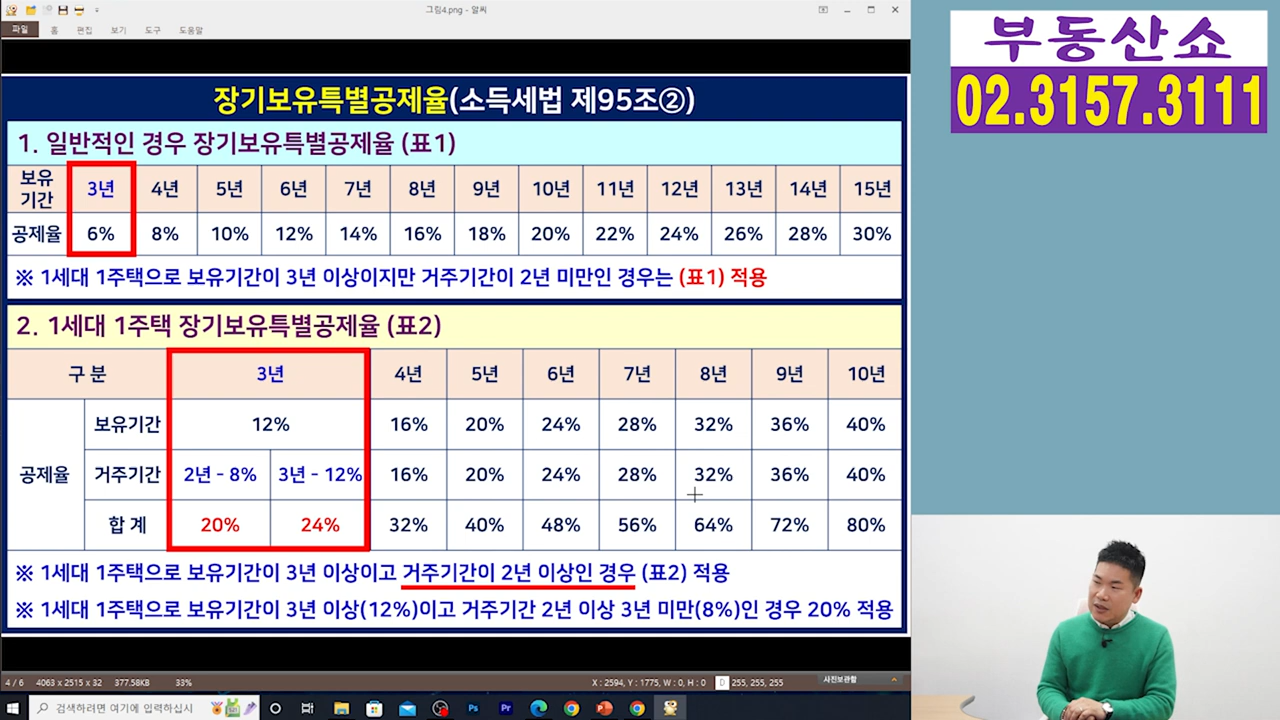 그림4.png - 알씨
파일 홈 편집 보기 도구 도움말
부동산쇼
02.3157.3111
장기보유특별공제율(소득세법 제95조②)
1. 일반적인 경우 장기보유특별공제율 (표1)
보유기간 3년 4년 5년 6년 7년 8년 9년 10년 11년 12년 13년 14년 15년
공제율 6% 8% 10% 12% 14% 16% 18% 20% 22% 24% 26% 28% 30%
※ 1세대 1주택으로 보유기간이 3년 이상이지만 거주기간이 2년 미만인 경우는 (표1) 적용
2. 1세대 1주택 장기보유특별공제율 (표2)
구 분 3년 4년 5년 6년 7년 8년 9년 10년
보유기간 12% 16% 20% 24% 28% 32% 36% 40%
공제율 거주기간 2년 - 8% 3년 - 12% 16% 20% 24% 28% 32% 36% 40%
합 계 20% 24% 32% 40% 48% 56% 64% 72% 80%
※ 1세대 1주택으로 보유기간이 3년 이상이고 거주기간이 2년 이상인 경우 (표2) 적용
※ 1세대 1주택으로 보유기간이 3년 이상(12%)이고 거주기간 2년 이상 3년 미만(8%)인 경우 20% 적용
4 / 6 4063 x 2515 x 32 377.58KB 33% X : 2594, Y : 1775, W : 0, H : 0 D 255, 255, 255 사진보관함
검색하려면 여기에 입력하십시
Ps Pr